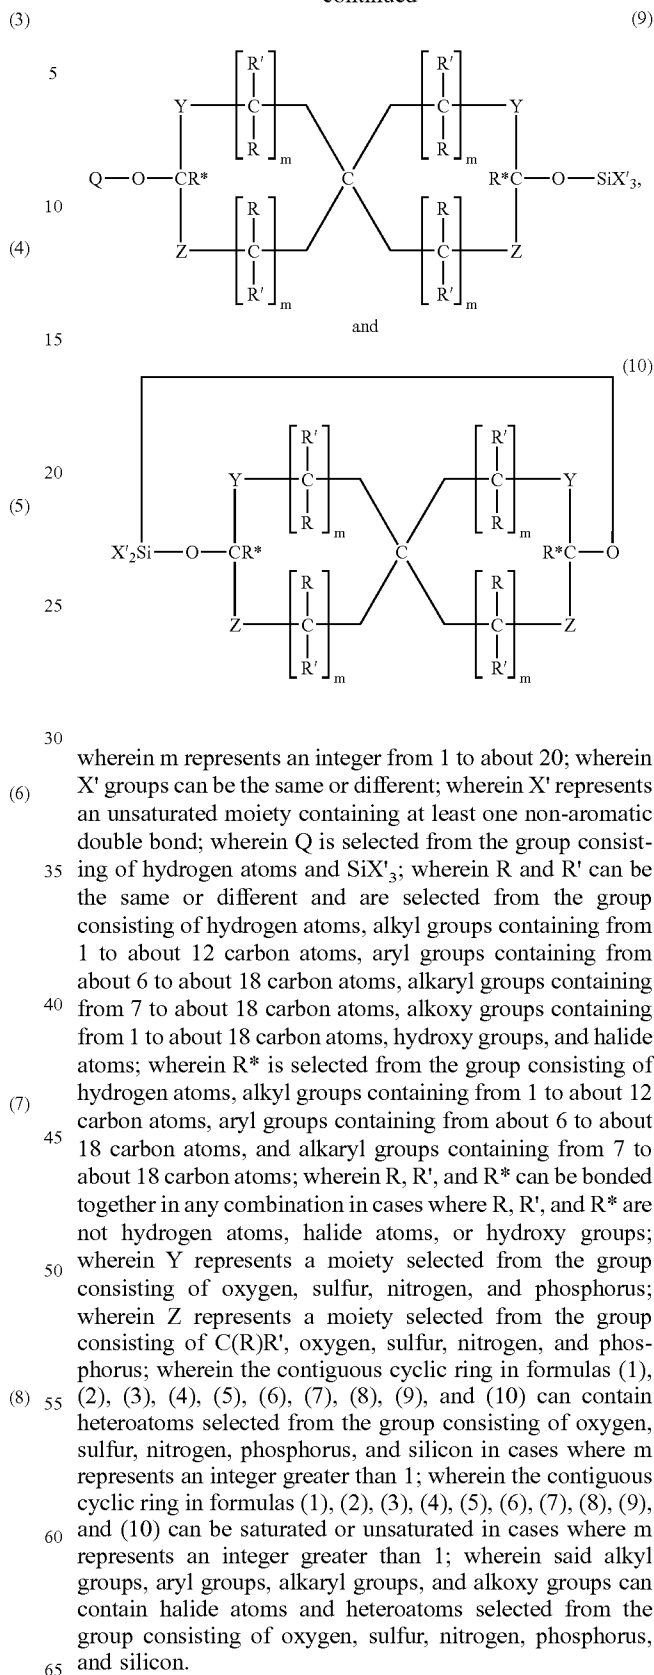 continued
(3) (9)
5
R' R'
Y C C Y
R m R m
Q—O—CR* C R*C—O—SiX'3,
10
R R
(4) Z C C Z
R' m R' m
and
15
(10)
R' R'
20 Y C C Y
(5) R m R m
X'2Si—O—CR* C R*C—O
R R
25 Z C C Z
R' m R' m
30
wherein m represents an integer from 1 to about 20; wherein
(6) X' groups can be the same or different; wherein X' represents
an unsaturated moiety containing at least one non-aromatic
double bond; wherein Q is selected from the group consist-
35 ing of hydrogen atoms and SiX'3; wherein R and R' can be
the same or different and are selected from the group
consisting of hydrogen atoms, alkyl groups containing from
1 to about 12 carbon atoms, aryl groups containing from
about 6 to about 18 carbon atoms, alkaryl groups containing
40 from 7 to about 18 carbon atoms, alkoxy groups containing
from 1 to about 18 carbon atoms, hydroxy groups, and halide
atoms; wherein R* is selected from the group consisting of
(7) hydrogen atoms, alkyl groups containing from 1 to about 12
carbon atoms, aryl groups containing from about 6 to about
45 18 carbon atoms, and alkaryl groups containing from 7 to
about 18 carbon atoms; wherein R, R', and R* can be bonded
together in any combination in cases where R, R', and R* are
not hydrogen atoms, halide atoms, or hydroxy groups;
wherein Y represents a moiety selected from the group
50 consisting of oxygen, sulfur, nitrogen, and phosphorus;
wherein Z represents a moiety selected from the group
consisting of C(R)R', oxygen, sulfur, nitrogen, and phos-
phorus; wherein the contiguous cyclic ring in formulas (1),
(8) 55 (2), (3), (4), (5), (6), (7), (8), (9), and (10) can contain
heteroatoms selected from the group consisting of oxygen,
sulfur, nitrogen, phosphorus, and silicon in cases where m
represents an integer greater than 1; wherein the contiguous
cyclic ring in formulas (1), (2), (3), (4), (5), (6), (7), (8), (9),
60 and (10) can be saturated or unsaturated in cases where m
represents an integer greater than 1; wherein said alkyl
groups, aryl groups, alkaryl groups, and alkoxy groups can
contain halide atoms and heteroatoms selected from the
group consisting of oxygen, sulfur, nitrogen, phosphorus,
65 and silicon.